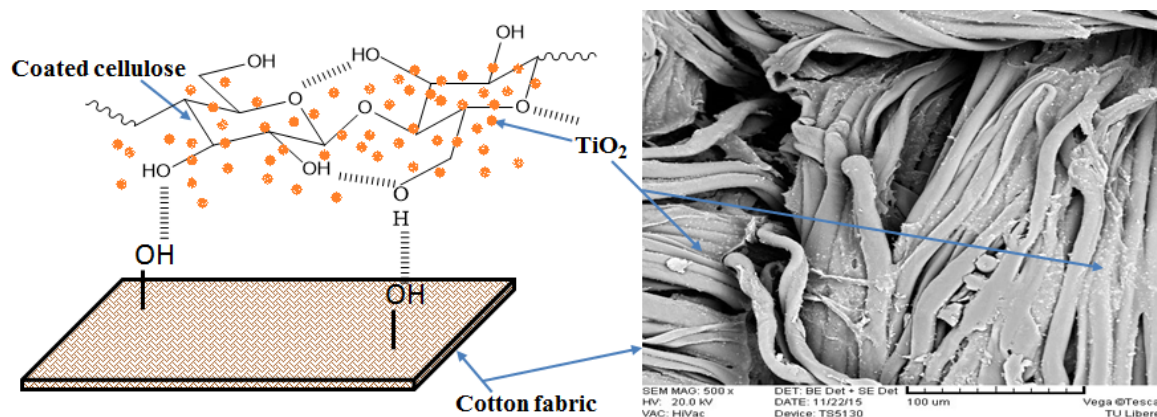 OH
HO
OH
Coated cellulose
O
O
O
HO
OH
O
HO
TiO2
H
OH
OH
Cotton fabric
SEM MAG: 500 x
DET: BE Det + SE Det
HV: 20.0 kV
DATE: 11/22/15
100 um
Vega ©Tesca
VAC: HiVac
Device: TS5130
TU Libere